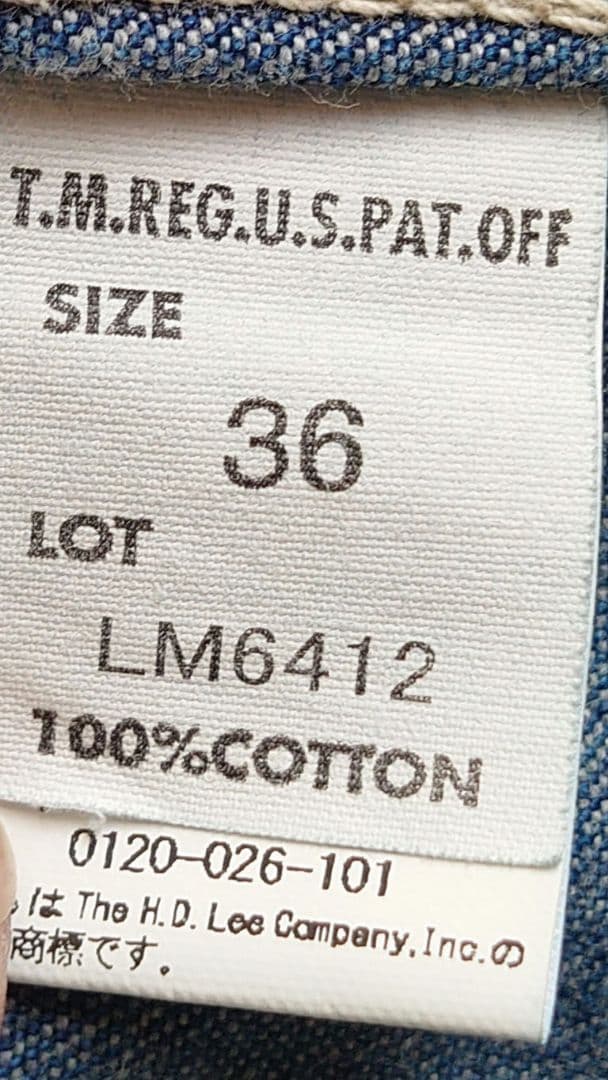 T.M.REG.U.S.PAT.OFF
SIZE
36
LOT
LM6412
100%COTTON
0120-026-101
は The H.D. Lee Company,Inc.の
商標です。